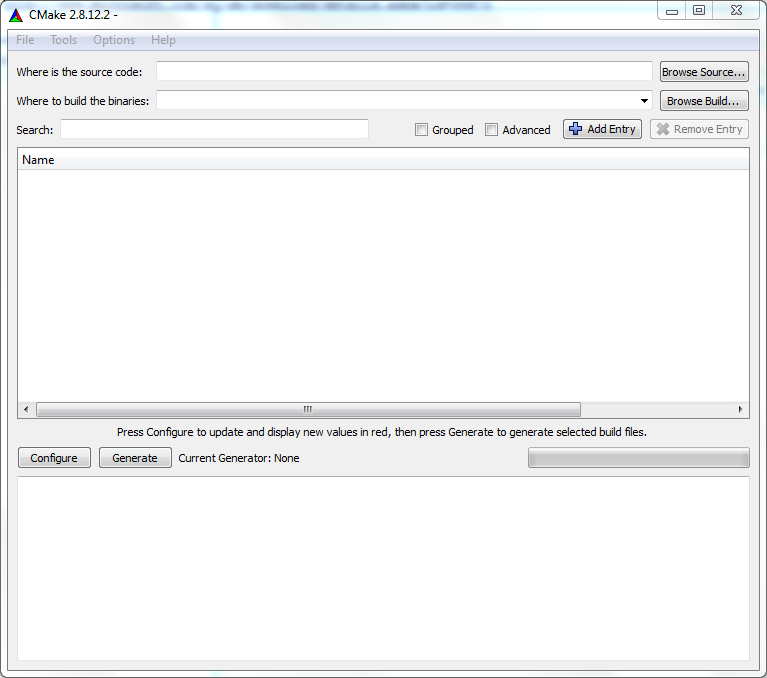 CMake 2.8.12.2 -
File Tools Options Help
Where is the source code: Browse Source...
Where to build the binaries: Browse Build...
Search: Grouped Advanced Add Entry Remove Entry
Name
Press Configure to update and display new values in red, then press Generate to generate selected build files.
Configure Generate Current Generator: None